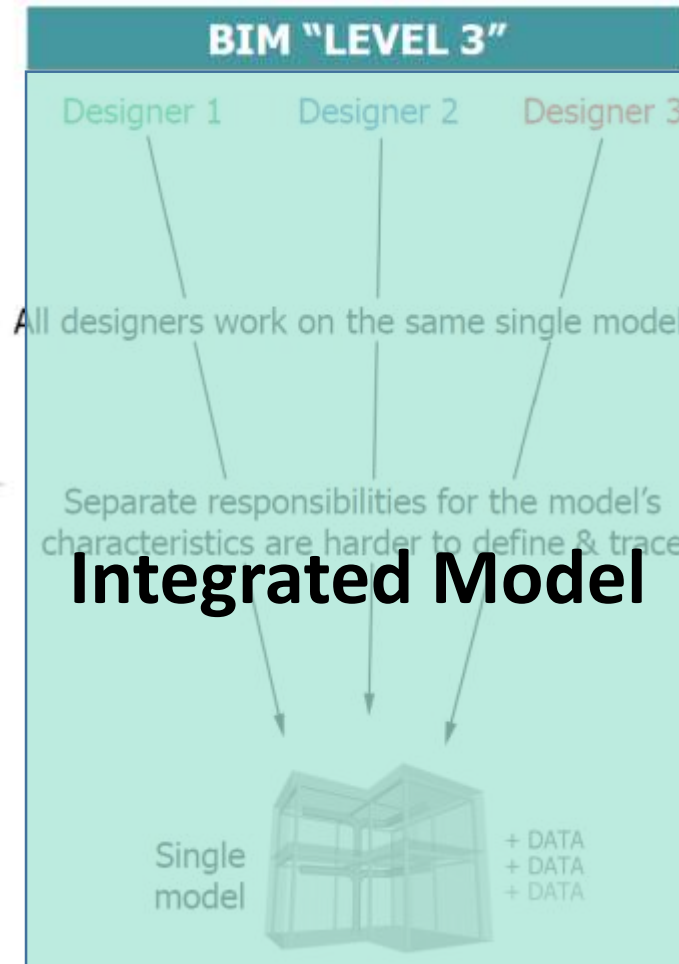 BIM “LEVEL 3”
Designer 1 Designer 2 Designer 3
All designers work on the same single model
Separate responsibilities for the model’s
characteristics are harder to define & trace
Integrated Model
Single
model
+ DATA
+ DATA
+ DATA